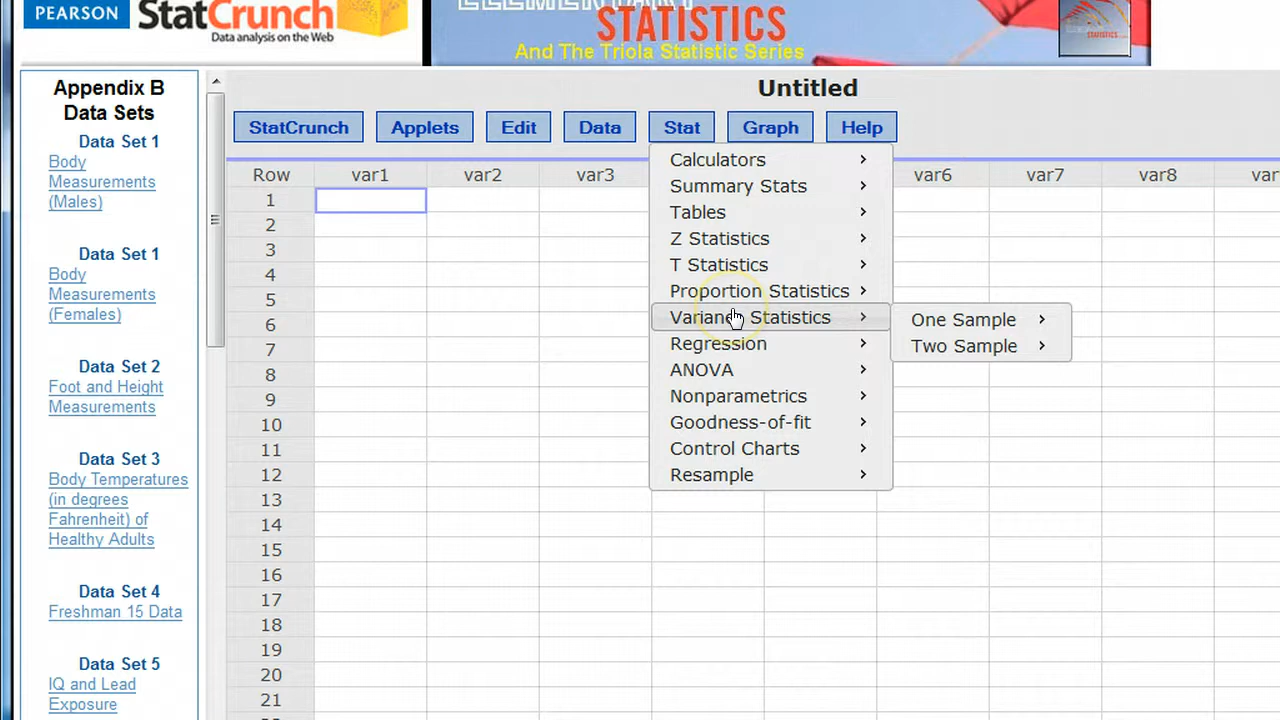 PEARSON
StatCrunch
Data analysis on the Web
STATISTICS
And The Triola Statistic Series
Appendix B
Data Sets
Data Set 1
Body
Measurements
(Males)
Data Set 1
Body
Measurements
(Females)
Data Set 2
Foot and Height
Measurements
Data Set 3
Body Temperatures
(in degrees
Fahrenheit) of
Healthy Adults
Data Set 4
Freshman 15 Data
Data Set 5
IQ and Lead
Exposure
Untitled
StatCrunch Applets Edit Data Stat Graph Help
Row var1 var2 var3 var6 var7 var8 var
1
2
3
4
5
6
7
8
9
10
11
12
13
14
15
16
17
18
19
20
21
Calculators
Summary Stats
Tables
Z Statistics
T Statistics
Proportion Statistics
Variance Statistics
Regression
ANOVA
Nonparametrics
Goodness-of-fit
Control Charts
Resample
One Sample
Two Sample